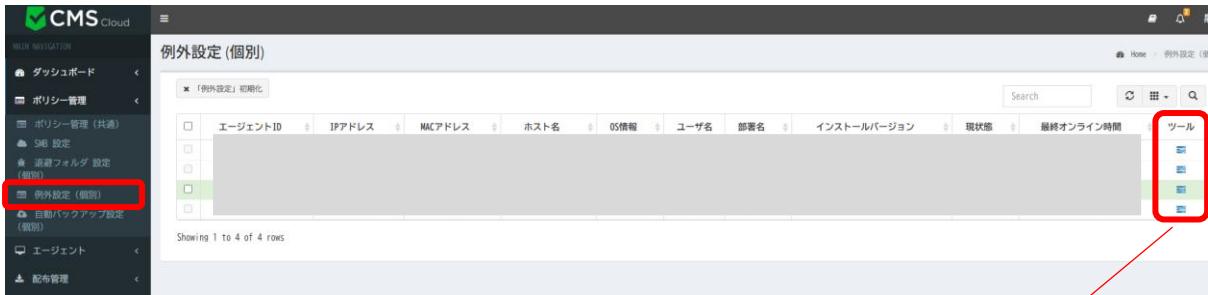 CMS Cloud
MAIN NAVIGATION
ダッシュボード
ポリシー管理
ポリシー管理 (共通)
SMB 設定
退避フォルダ 設定
(個別)
例外設定 (個別)
自動バックアップ設定
(個別)
エージェント
配布管理
例外設定 (個別)
Home
例外設定 (個
「例外設定」初期化
Search
エージェントID IPアドレス MACアドレス ホスト名 OS情報 ユーザ名 部署名 インストールバージョン 現状態 最終オンライン時間 ツール
Showing 1 to 4 of 4 rows